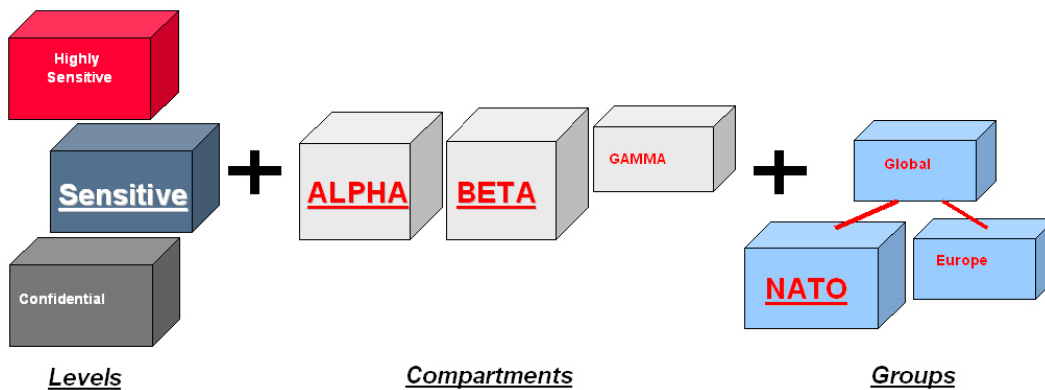 Highly
Sensitive
Sensitive
Confidential
Levels
+
ALPHA
BETA
GAMMA
Compartments
+
Global
NATO
Europe
Groups